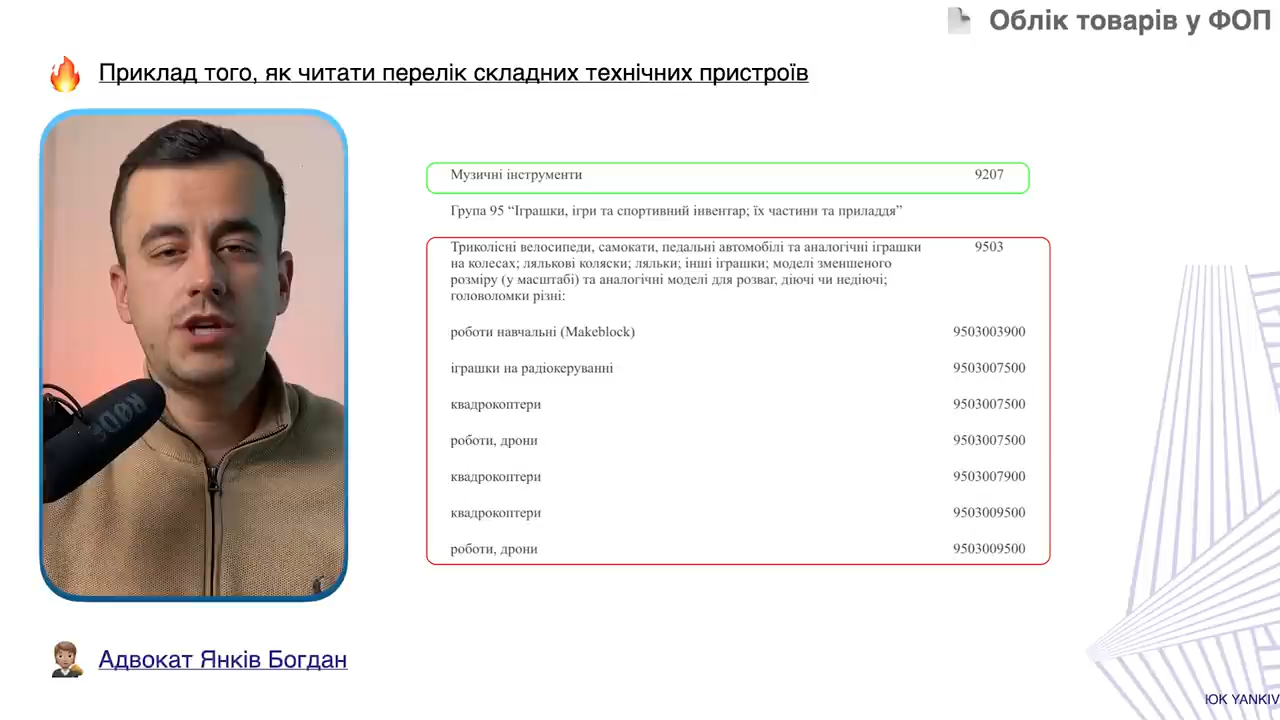 Облік товарів у ФОП
Приклад того, як читати перелік складних технічних пристроїв
Музичні інструменти 9207
Група 95 “Іграшки, ігри та спортивний інвентар; їх частини та приладдя”
Триколісні велосипеди, самокати, педальні автомобілі та аналогічні іграшки 9503
на колесах; лялькові коляски; ляльки; інші іграшки; моделі зменшеного
розміру (у масштабі) та аналогічні моделі для розваг, діючі чи недіючі;
головоломки різні:
роботи навчальні (Makeblock) 9503003900
іграшки на радіокеруванні 9503007500
квадрокоптери 9503007500
роботи, дрони 9503007500
квадрокоптери 9503007900
квадрокоптери 9503009500
роботи, дрони 9503009500
RØDE
Адвокат Янків Богдан
ЮК YANKIV